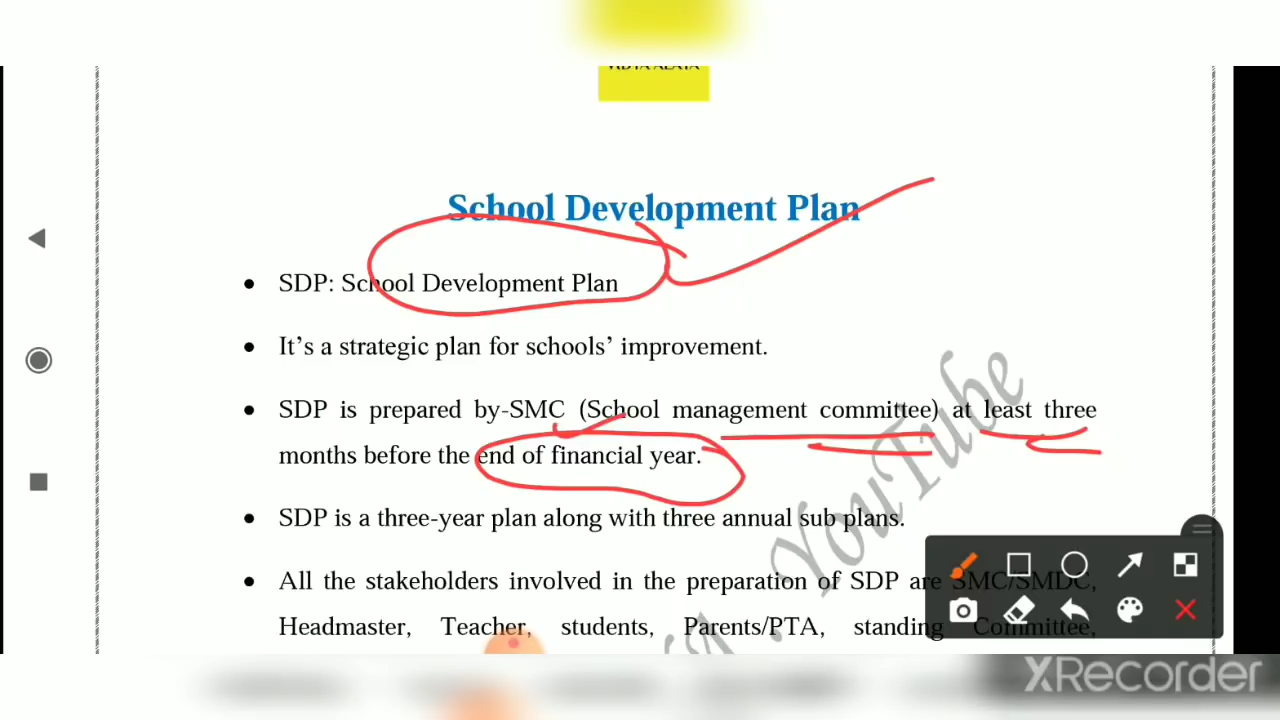 School Development Plan
• SDP: School Development Plan
• It's a strategic plan for schools' improvement.
• SDP is prepared by-SMC (School management committee) at least three
months before the end of financial year.
• SDP is a three-year plan along with three annual sub plans.
• All the stakeholders involved in the preparation of SDP are SMC/SMDC,
Headmaster, Teacher, students, Parents/PTA, standing Committee,
YouTube
XRecorder